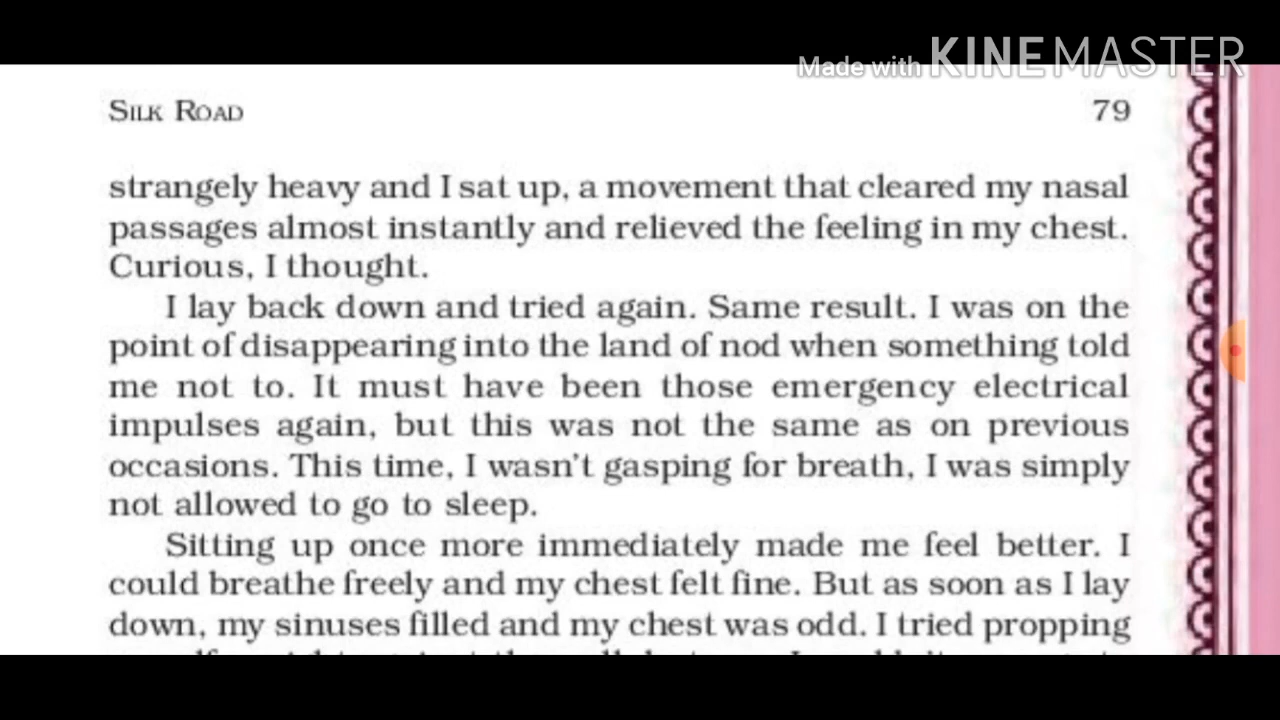 Made with KINEMASTER
SILK ROAD 79
strangely heavy and I sat up, a movement that cleared my nasal
passages almost instantly and relieved the feeling in my chest.
Curious, I thought.
I lay back down and tried again. Same result. I was on the
point of disappearing into the land of nod when something told
me not to. It must have been those emergency electrical
impulses again, but this was not the same as on previous
occasions. This time, I wasn't gasping for breath, I was simply
not allowed to go to sleep.
Sitting up once more immediately made me feel better. I
could breathe freely and my chest felt fine. But as soon as I lay
down, my sinuses filled and my chest was odd. I tried propping